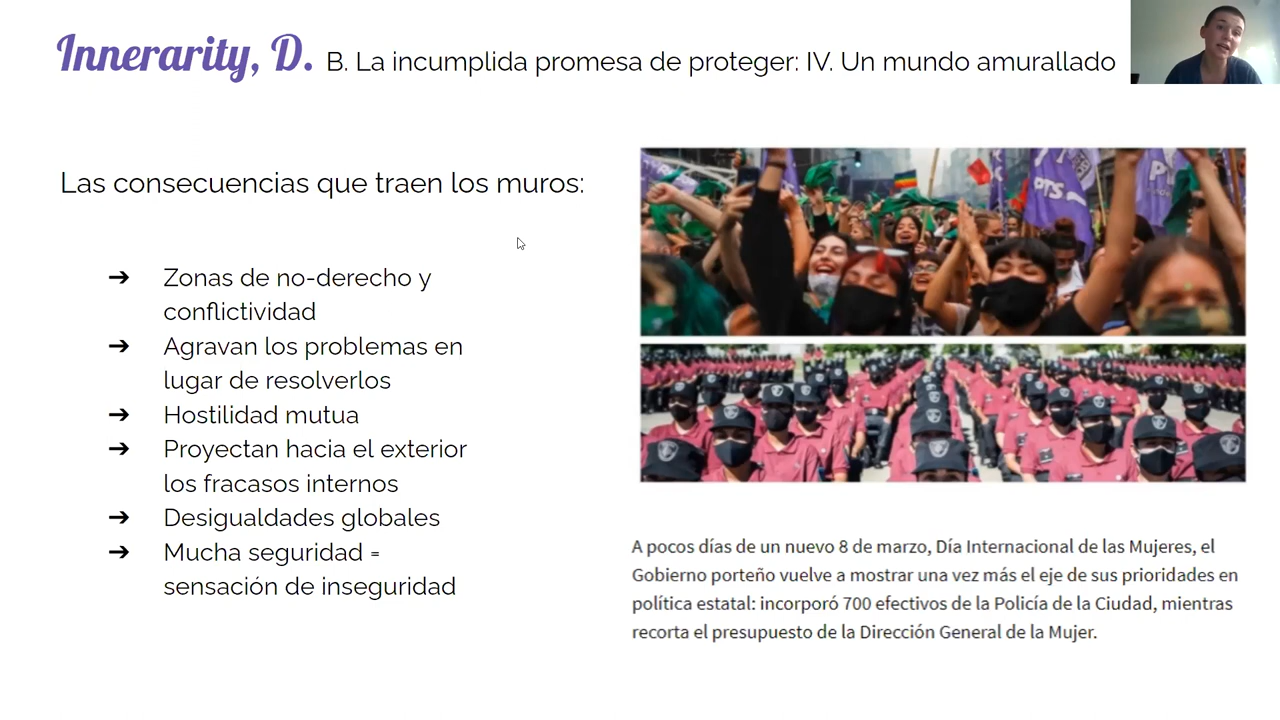 Innerarity, D. B. La incumplida promesa de proteger: IV. Un mundo amurallado
Las consecuencias que traen los muros:
➔ Zonas de no-derecho y
conflictividad
➔ Agravan los problemas en
lugar de resolverlos
➔ Hostilidad mutua
➔ Proyectan hacia el exterior
los fracasos internos
➔ Desigualdades globales
➔ Mucha seguridad =
sensación de inseguridad
PTS
A pocos días de un nuevo 8 de marzo, Día Internacional de las Mujeres, el
Gobierno porteño vuelve a mostrar una vez más el eje de sus prioridades en
política estatal: incorporó 700 efectivos de la Policía de la Ciudad, mientras
recorta el presupuesto de la Dirección General de la Mujer.